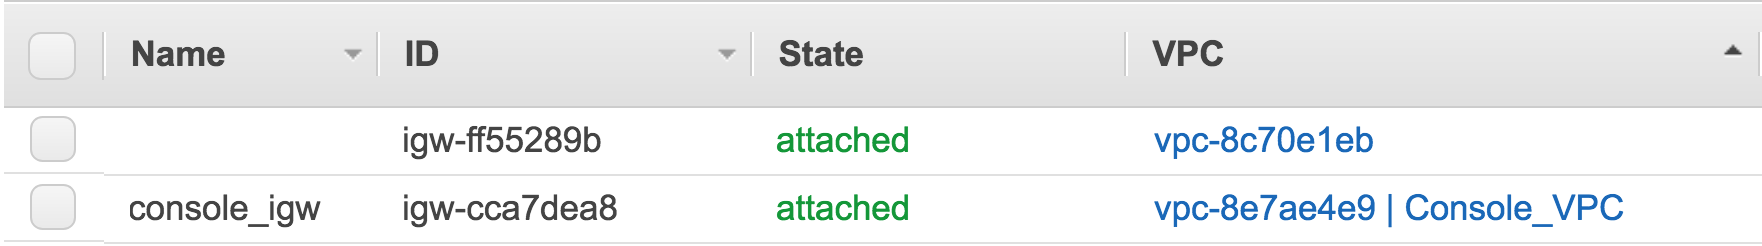 Name ID State VPC
igw-ff55289b attached vpc-8c70e1eb
console_igw igw-cca7dea8 attached vpc-8e7ae4e9 | Console_VPC